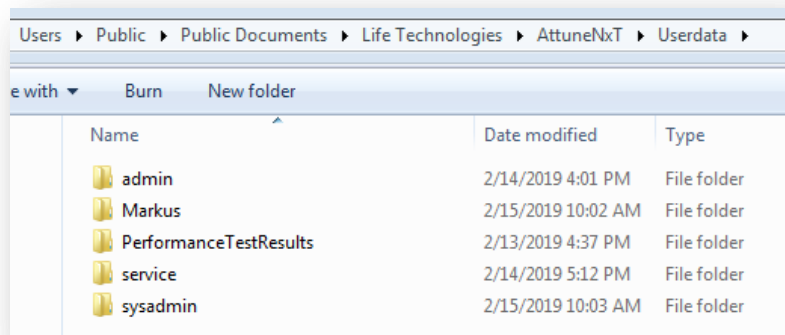 Users ▸ Public ▸ Public Documents ▸ Life Technologies ▸ AttuneNxT ▸ Userdata ▸
e with ▾ Burn New folder
Name Date modified Type
admin 2/14/2019 4:01 PM File folder
Markus 2/15/2019 10:02 AM File folder
PerformanceTestResults 2/13/2019 4:37 PM File folder
service 2/14/2019 5:12 PM File folder
sysadmin 2/15/2019 10:03 AM File folder